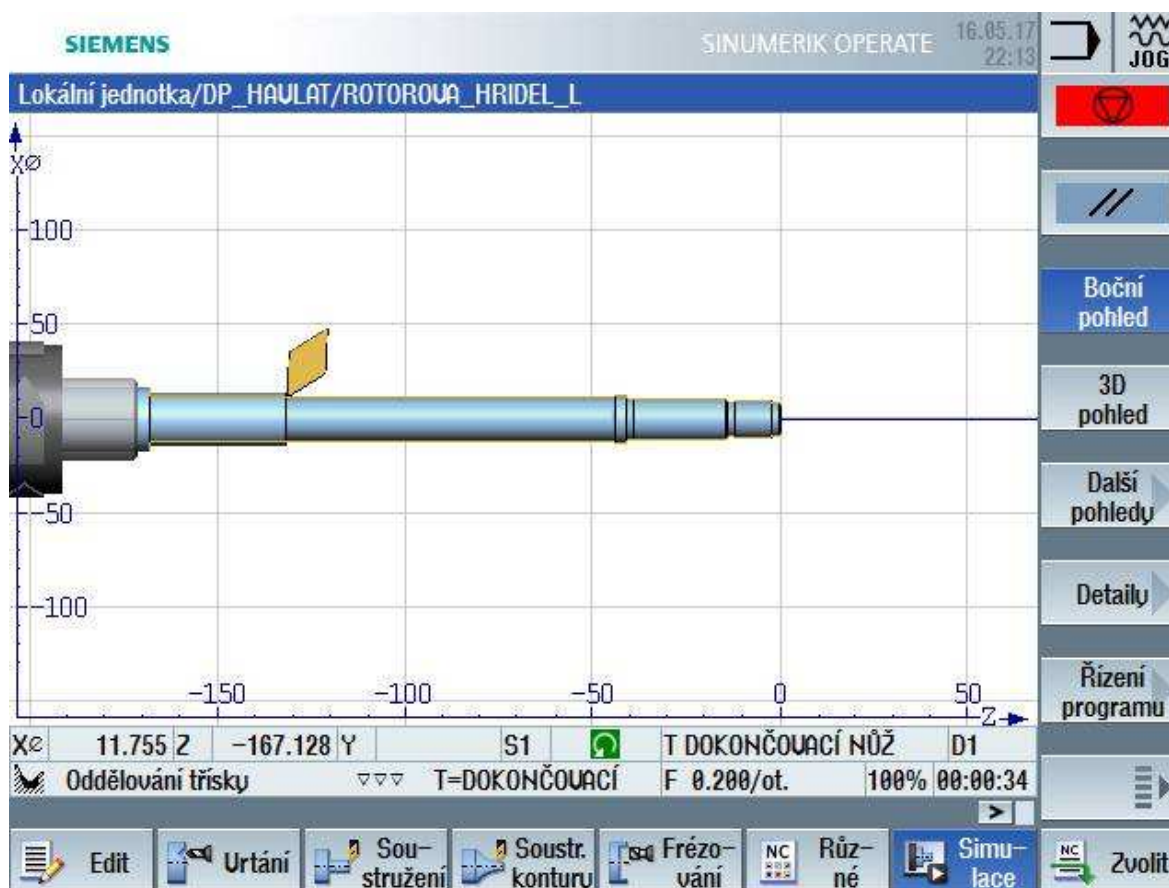 SIEMENS
SINUMERIK OPERATE
16.05.17
22:13
JOG
Lokální jednotka/DP_HAVLAT/ROTOROVA_HRIDEL_L
X∅
100
50
0
-50
-100
-150
-100
-50
0
50
Z
Boční
pohled
3D
pohled
Další
pohledy
Detaily
Řízení
programu
X∅ 11.755 Z -167.128 Y S1 T DOKONČOVACÍ NŮŽ D1
Oddělování třísky ▽▽▽ T=DOKONČOVACÍ F 0.200/ot. 100% 00:00:34
>
Edit
Urtání
Sou-
stružení
Soustr.
konturu
Frézo-
vání
NC
Růz-
né
Simu-
lace
NC
Zvolit